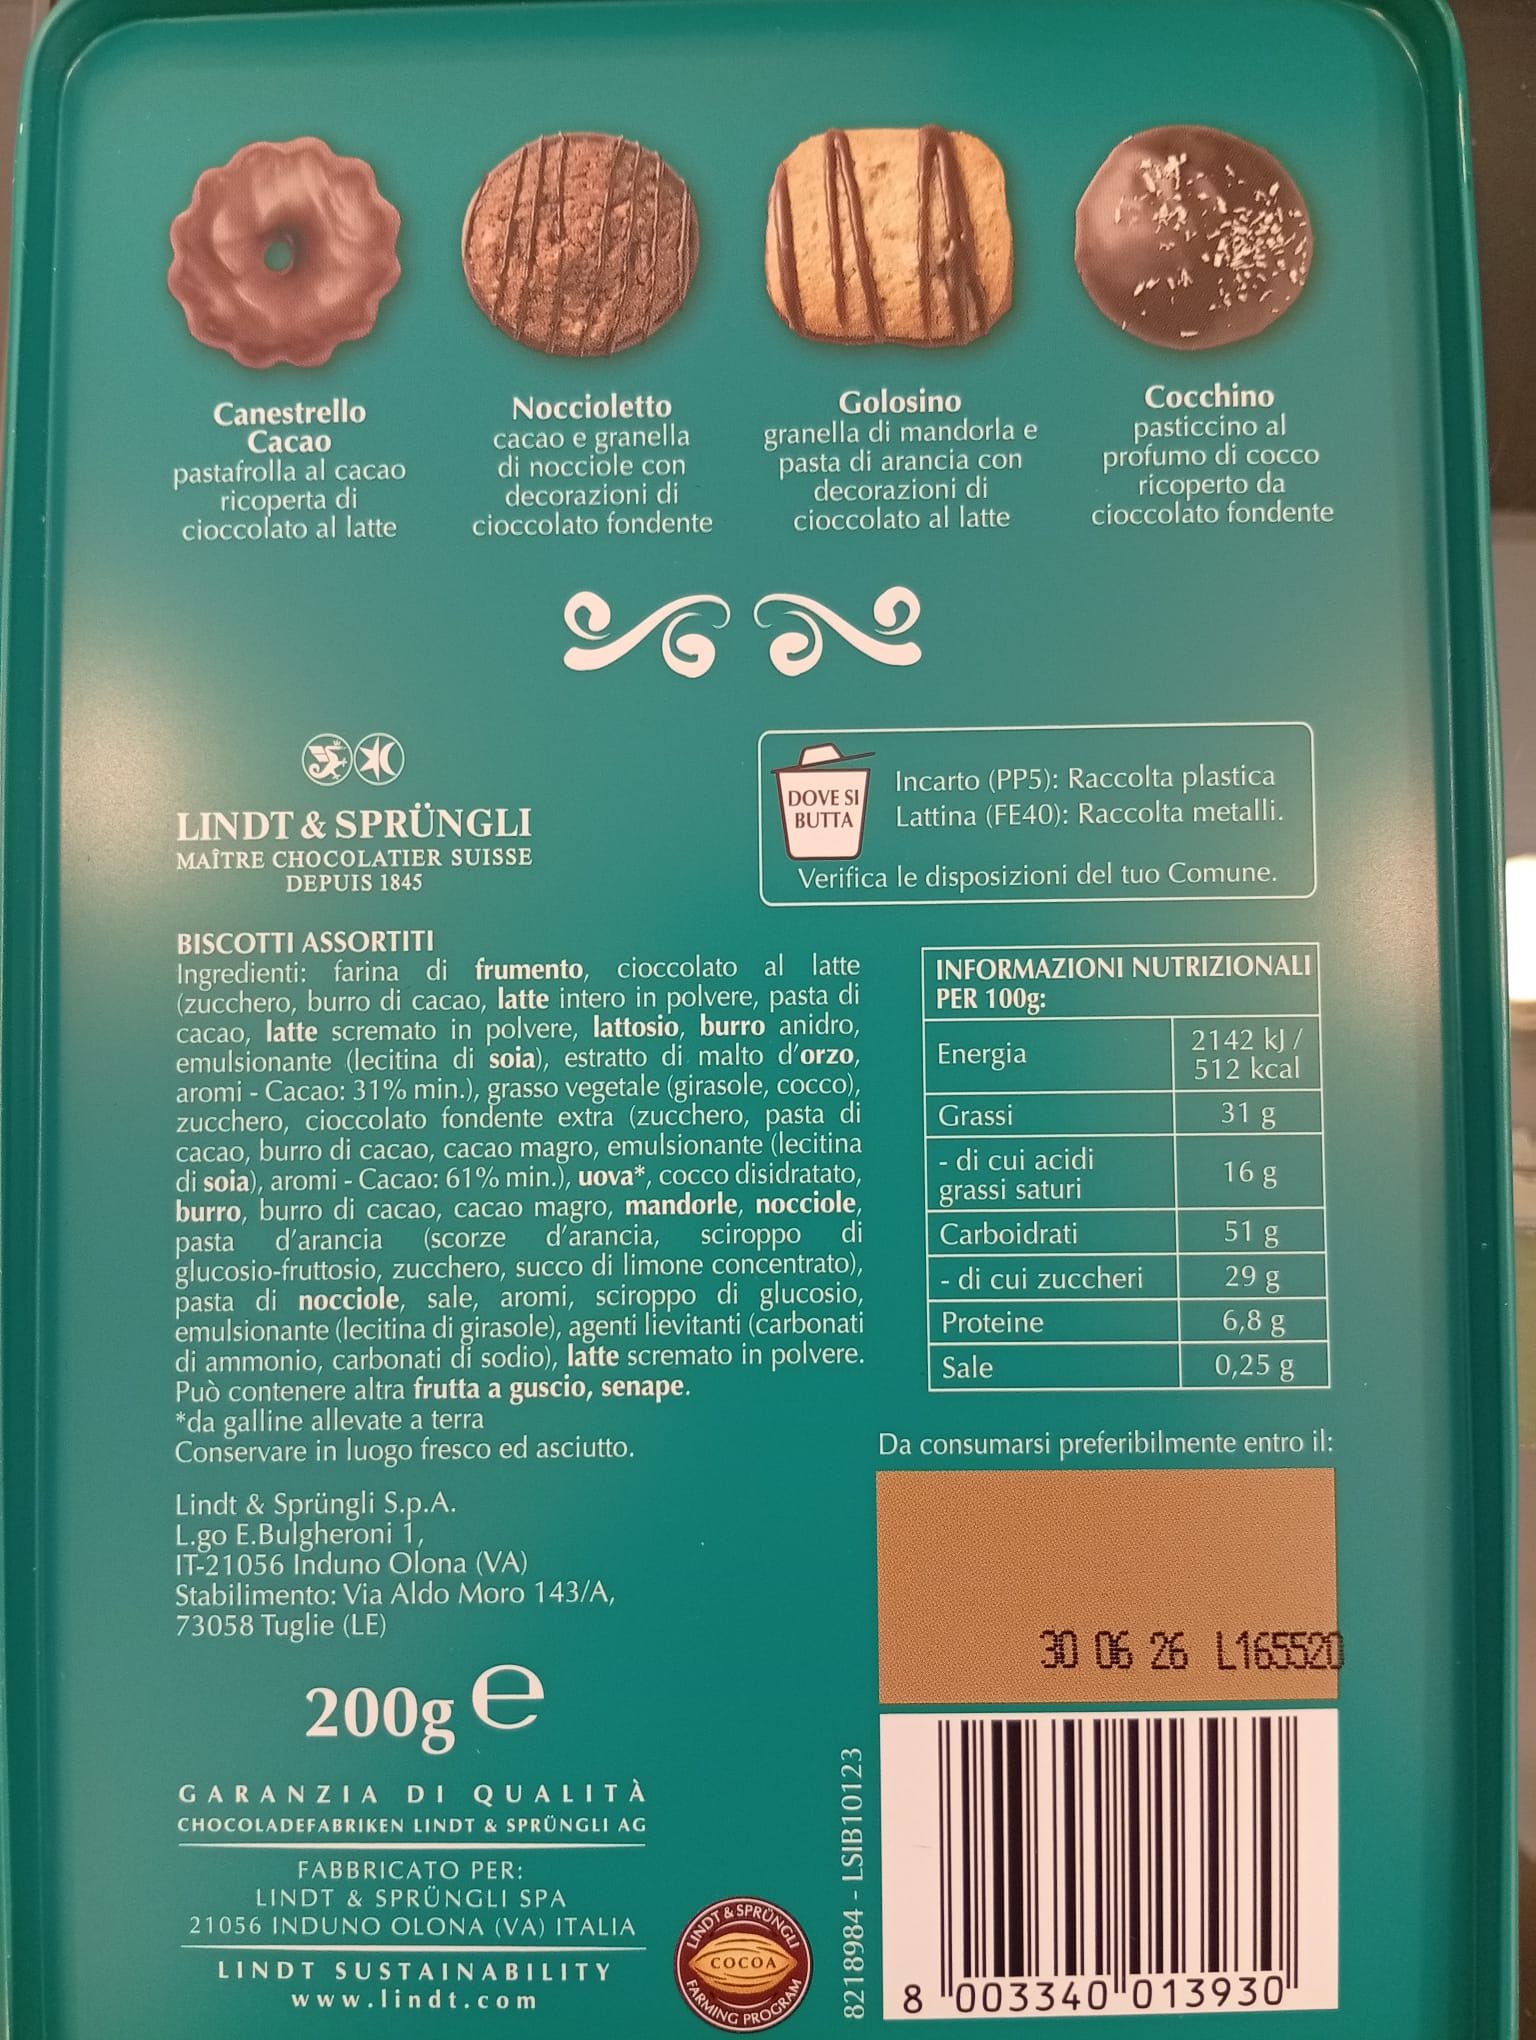 Canestrello
Cacao
pastafrolla al cacao
ricoperta di
cioccolato al latte
Noccioletto
cacao e granella
di nocciole con
decorazioni di
cioccolato fondente
Golosino
granella di mandorla e
pasta di arancia con
decorazioni di
cioccolato al latte
Cocchino
pasticcino al
profumo di cocco
ricoperto da
cioccolato fondente
LINDT & SPRÜNGLI
MAÎTRE CHOCOLATIER SUISSE
DEPUIS 1845
DOVE SI
BUTTA
Incarto (PP5): Raccolta plastica
Lattina (FE40): Raccolta metalli.
Verifica le disposizioni del tuo Comune.
BISCOTTI ASSORTITI
Ingredienti: farina di frumento, cioccolato al latte
(zucchero, burro di cacao, latte intero in polvere, pasta di
cacao, latte scremato in polvere, lattosio, burro anidro,
emulsionante (lecitina di soia), estratto di malto d'orzo,
aromi - Cacao: 31% min.), grasso vegetale (girasole, cocco),
zucchero, cioccolato fondente extra (zucchero, pasta di
cacao, burro di cacao, cacao magro, emulsionante (lecitina
di soia), aromi - Cacao: 61% min.), uova*, cocco disidratato,
burro, burro di cacao, cacao magro, mandorle, nocciole,
pasta d'arancia (scorze d'arancia, sciroppo di
glucosio-fruttosio, zucchero, succo di limone concentrato),
pasta di nocciole, sale, aromi, sciroppo di glucosio,
emulsionante (lecitina di girasole), agenti lievitanti (carbonati
di ammonio, carbonati di sodio), latte scremato in polvere.
Può contenere altra frutta a guscio, senape.
*da galline allevate a terra
Conservare in luogo fresco ed asciutto.
INFORMAZIONI NUTRIZIONALI
PER 100g:
Energia 2142 kJ /
512 kcal
Grassi 31 g
- di cui acidi
grassi saturi 16 g
Carboidrati 51 g
- di cui zuccheri 29 g
Proteine 6,8 g
Sale 0,25 g
Da consumarsi preferibilmente entro il:
30 06 26 L165520
Lindt & Sprüngli S.p.A.
L.go E.Bulgheroni 1,
IT-21056 Induno Olona (VA)
Stabilimento: Via Aldo Moro 143/A,
73058 Tuglie (LE)
200g e
GARANZIA DI QUALITÀ
CHOCOLADEFABRIKEN LINDT & SPRÜNGLI AG
FABBRICATO PER:
LINDT & SPRÜNGLI SPA
21056 INDUNO OLONA (VA) ITALIA
LINDT SUSTAINABILITY
www.lindt.com
LINDT & SPRÜNGLI
COCOA
FARMING PROGRAM
8218984 - LSIB10123
8 003340 013930